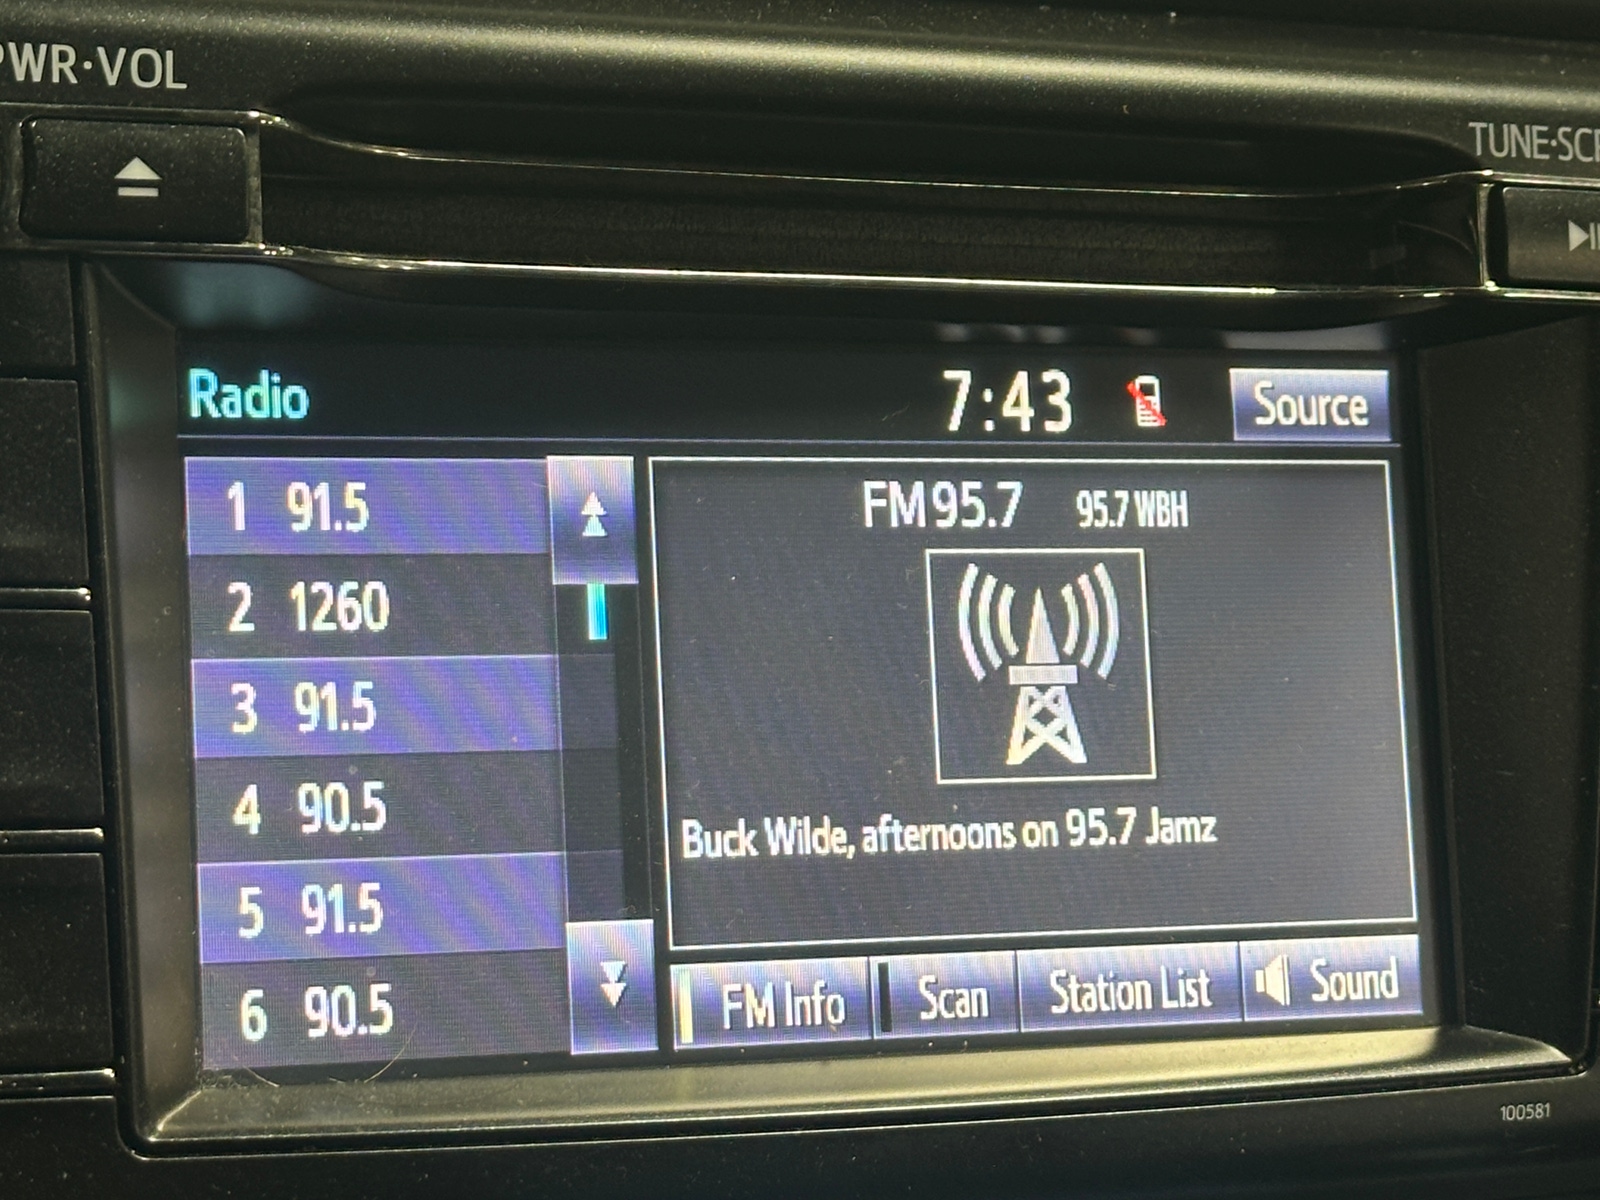 PWR·VOL
TUNE·SCR
Radio
7:43
Source
1 91.5
2 1260
3 91.5
4 90.5
5 91.5
6 90.5
FM 95.7 95.7 WBH
Buck Wilde, afternoons on 95.7 Jamz
FM Info
Scan
Station List
Sound
100581